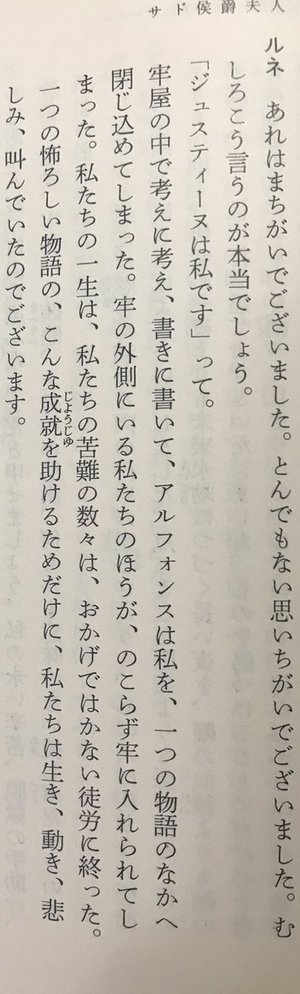 サド侯爵夫人
ルネ　あれはまちがいでございました。とんでもない思いちがいでございました。む
しろこう言うのが本当でしょう。
「ジュスティーヌは私です」って。
牢屋の中で考えに考え、書きに書いて、アルフォンスは私を、一つの物語のなかへ
閉じ込めてしまった。牢の外側にいる私たちのほうが、のこらず牢に入れられてし
まった。私たちの一生は、私たちの苦難の数々は、おかげではかない徒労に終った。
一つの怖ろしい物語の、こんな成就を助けるためだけに、私たちは生き、動き、悲
じょうじゅ
しみ、叫んでいたのでございます。